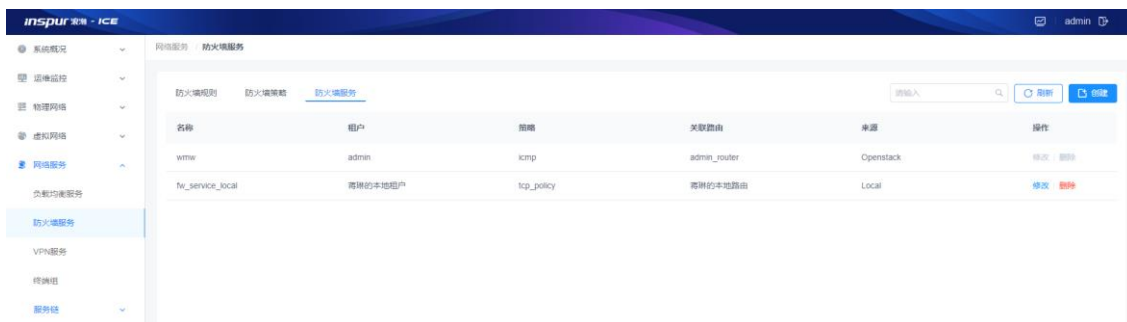 inspur 浪潮 - ICE
admin
系统概况
网络服务 / 防火墙服务
运维监控
物理网络
虚拟网络
网络服务
负载均衡服务
防火墙服务
VPN服务
终端组
服务链
防火墙规则 防火墙策略 防火墙服务
请输入 刷新 创建
名称 租户 策略 关联路由 来源 操作
wmw admin icmp admin_router Openstack 修改 删除
fw_service_local 蒋琳的本地租户 tcp_policy 蒋琳的本地路由 Local 修改 删除